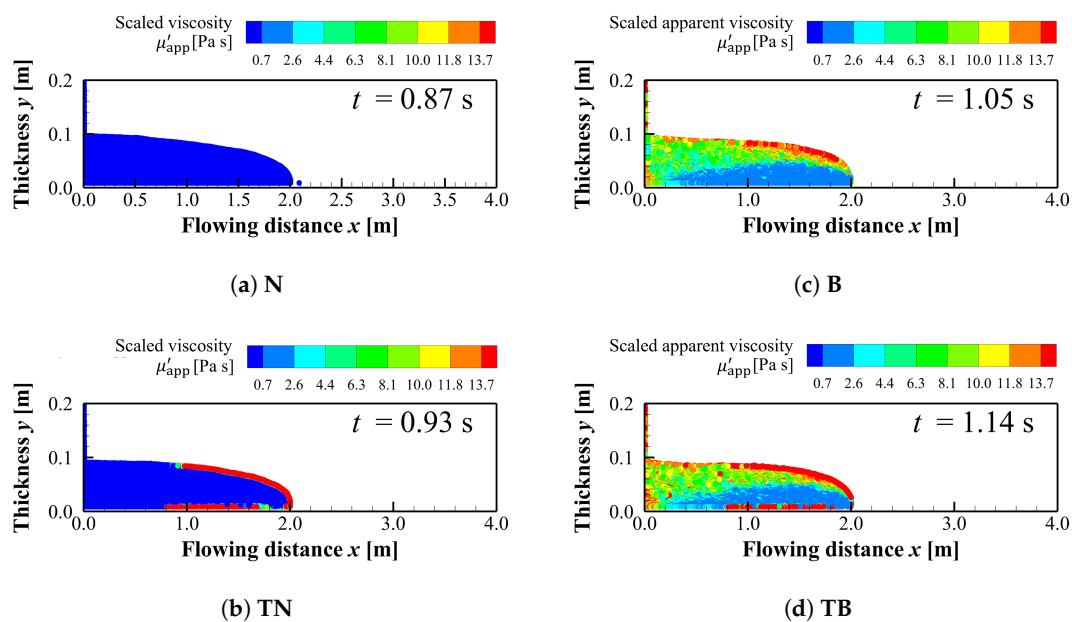 Scaled viscosity
μ′app [Pa s]
0.7 2.6 4.4 6.3 8.1 10.0 11.8 13.7
t = 0.87 s
Thickness y [m]
0.2
0.1
0.0
0.0 0.5 1.0 1.5 2.0 2.5 3.0 3.5 4.0
Flowing distance x [m]
(a) N
Scaled apparent viscosity
μ′app [Pa s]
0.7 2.6 4.4 6.3 8.1 10.0 11.8 13.7
t = 1.05 s
Thickness y [m]
0.2
0.1
0.0
0.0 1.0 2.0 3.0 4.0
Flowing distance x [m]
(c) B
Scaled viscosity
μ′app [Pa s]
0.7 2.6 4.4 6.3 8.1 10.0 11.8 13.7
t = 0.93 s
Thickness y [m]
0.2
0.1
0.0
0.0 1.0 2.0 3.0 4.0
Flowing distance x [m]
(b) TN
Scaled apparent viscosity
μ′app [Pa s]
0.7 2.6 4.4 6.3 8.1 10.0 11.8 13.7
t = 1.14 s
Thickness y [m]
0.2
0.1
0.0
0.0 1.0 2.0 3.0 4.0
Flowing distance x [m]
(d) TB